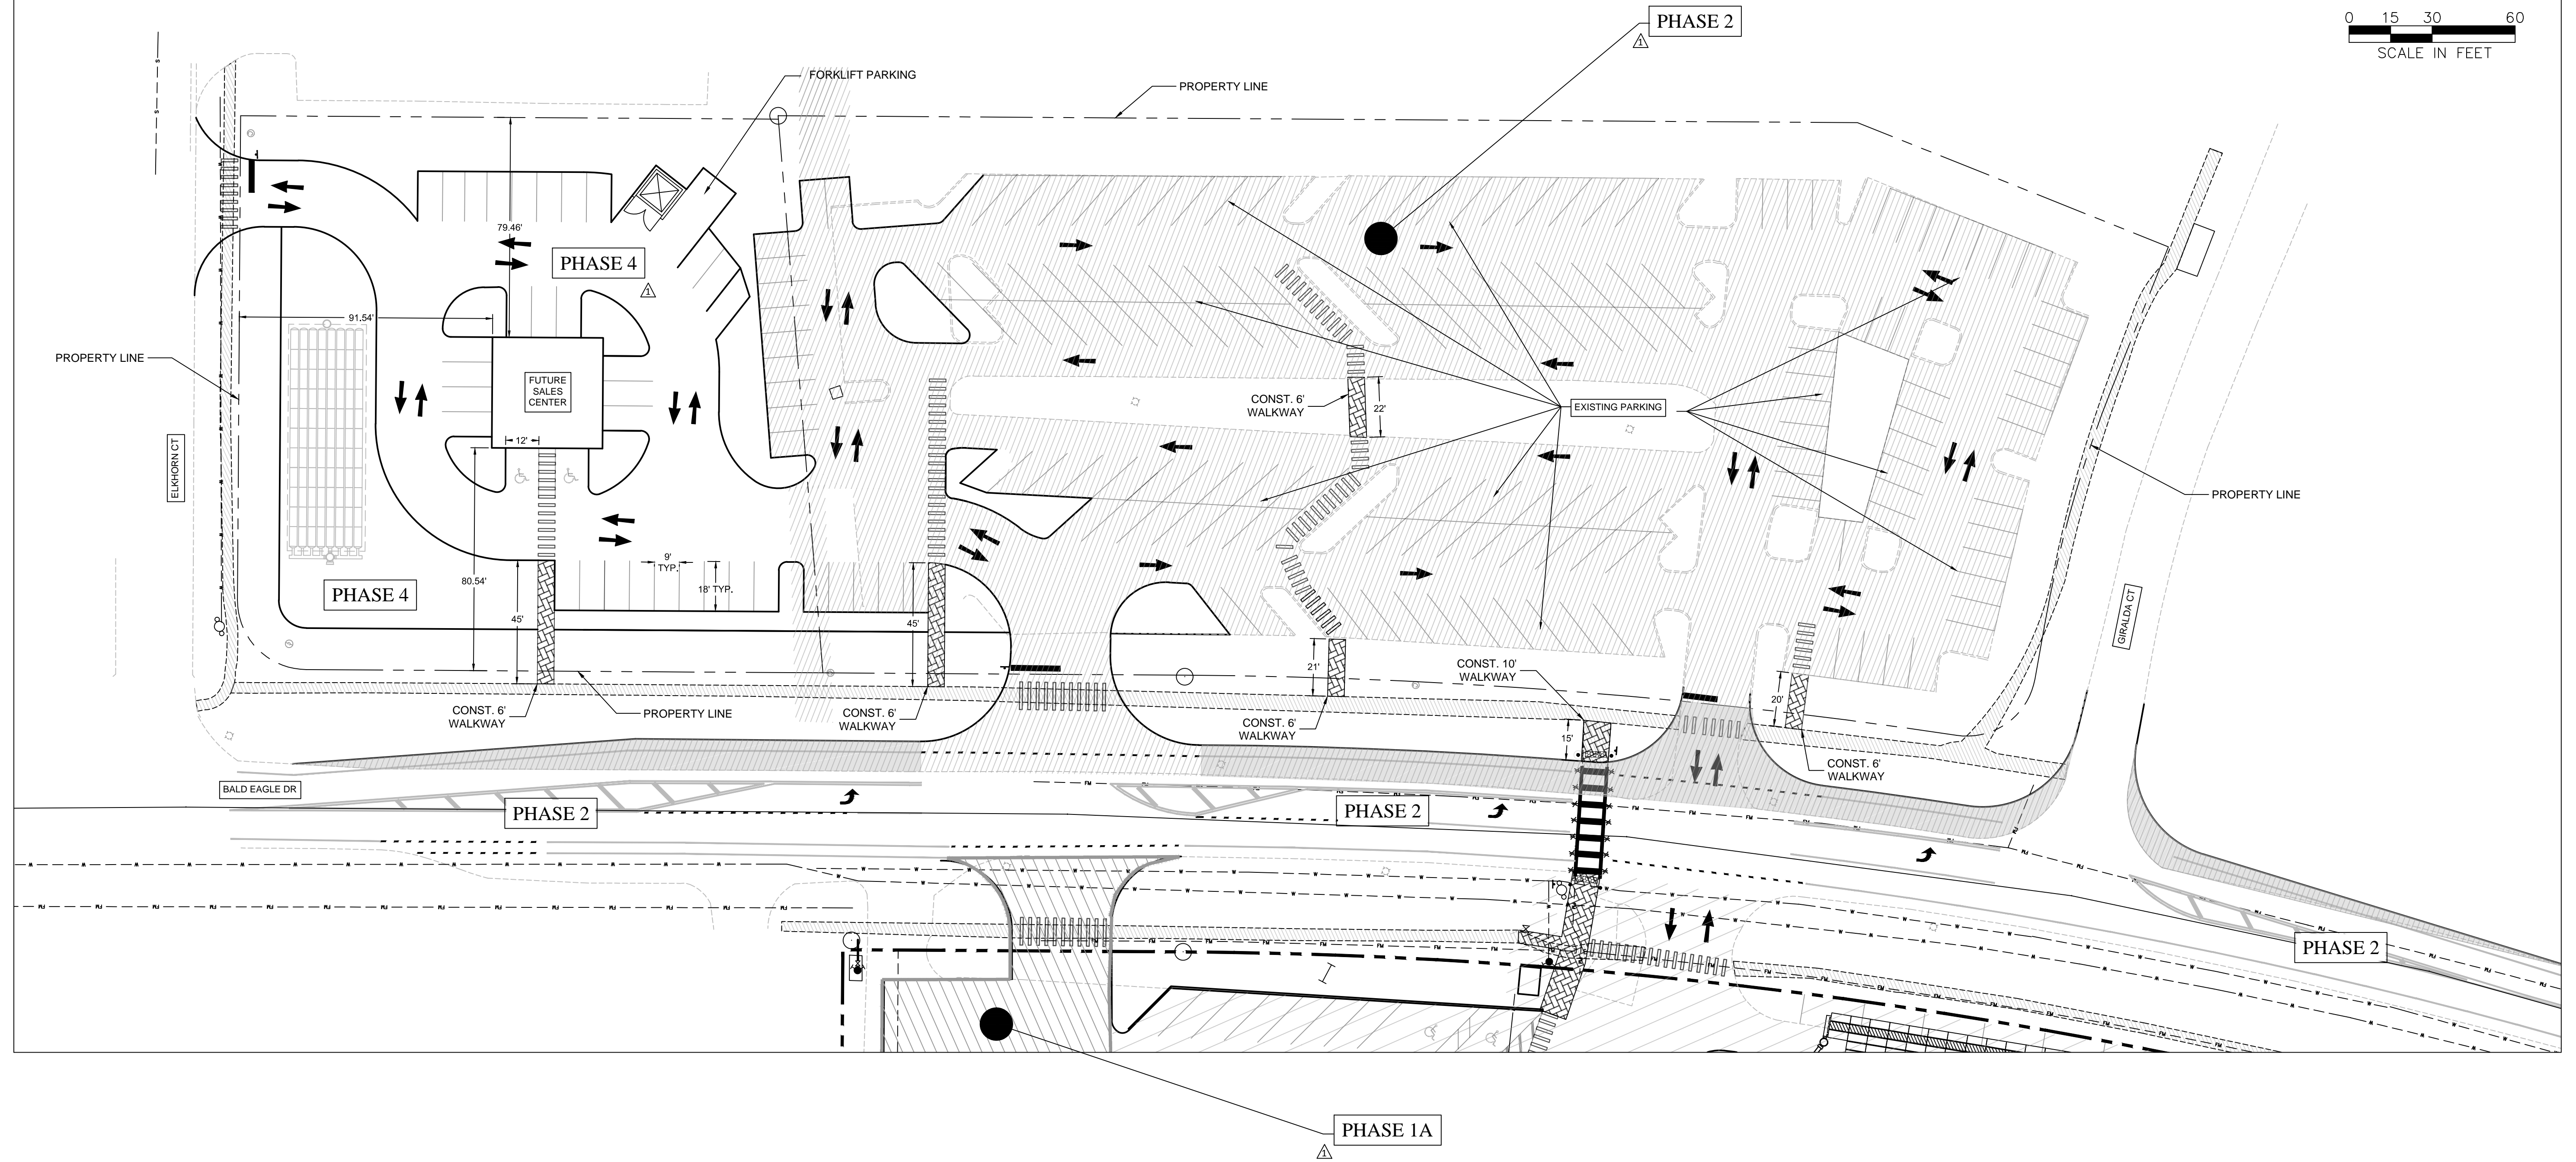 PHASE 2
1
0 15 30 60
SCALE IN FEET
FORKLIFT PARKING
PROPERTY LINE
S
S
79.46'
PHASE 4
1
91.54'
PROPERTY LINE
FUTURE
SALES
CENTER
12'
ELKHORN CT
CONST. 6'
WALKWAY
22'
EXISTING PARKING
PROPERTY LINE
80.54'
9'
TYP.
18' TYP.
PHASE 4
45'
45'
21'
CONST. 10'
WALKWAY
20'
GIRALDA CT
CONST. 6'
WALKWAY
PROPERTY LINE
CONST. 6'
WALKWAY
CONST. 6'
WALKWAY
15'
CONST. 6'
WALKWAY
BALD EAGLE DR
PHASE 2
PHASE 2
PHASE 2
PHASE 1A
1